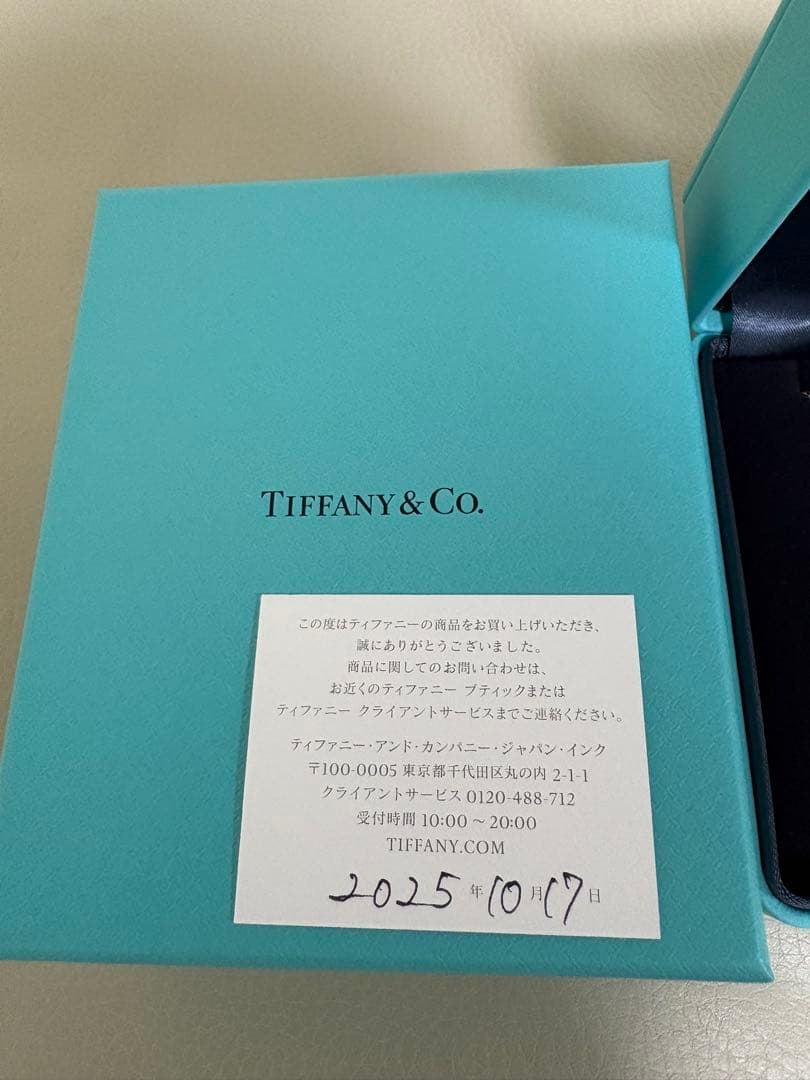 TIFFANY & CO.
この度はティファニーの商品をお買い上げいただき、
誠にありがとうございました。
商品に関してのお問い合わせは、
お近くのティファニー ブティックまたは
ティファニー クライアントサービスまでご連絡ください。
ティファニー・アンド・カンパニー・ジャパン・インク
〒100-0005 東京都千代田区丸の内 2-1-1
クライアントサービス 0120-488-712
受付時間 10:00 ～ 20:00
TIFFANY.COM
2025 年 10 月 17 日